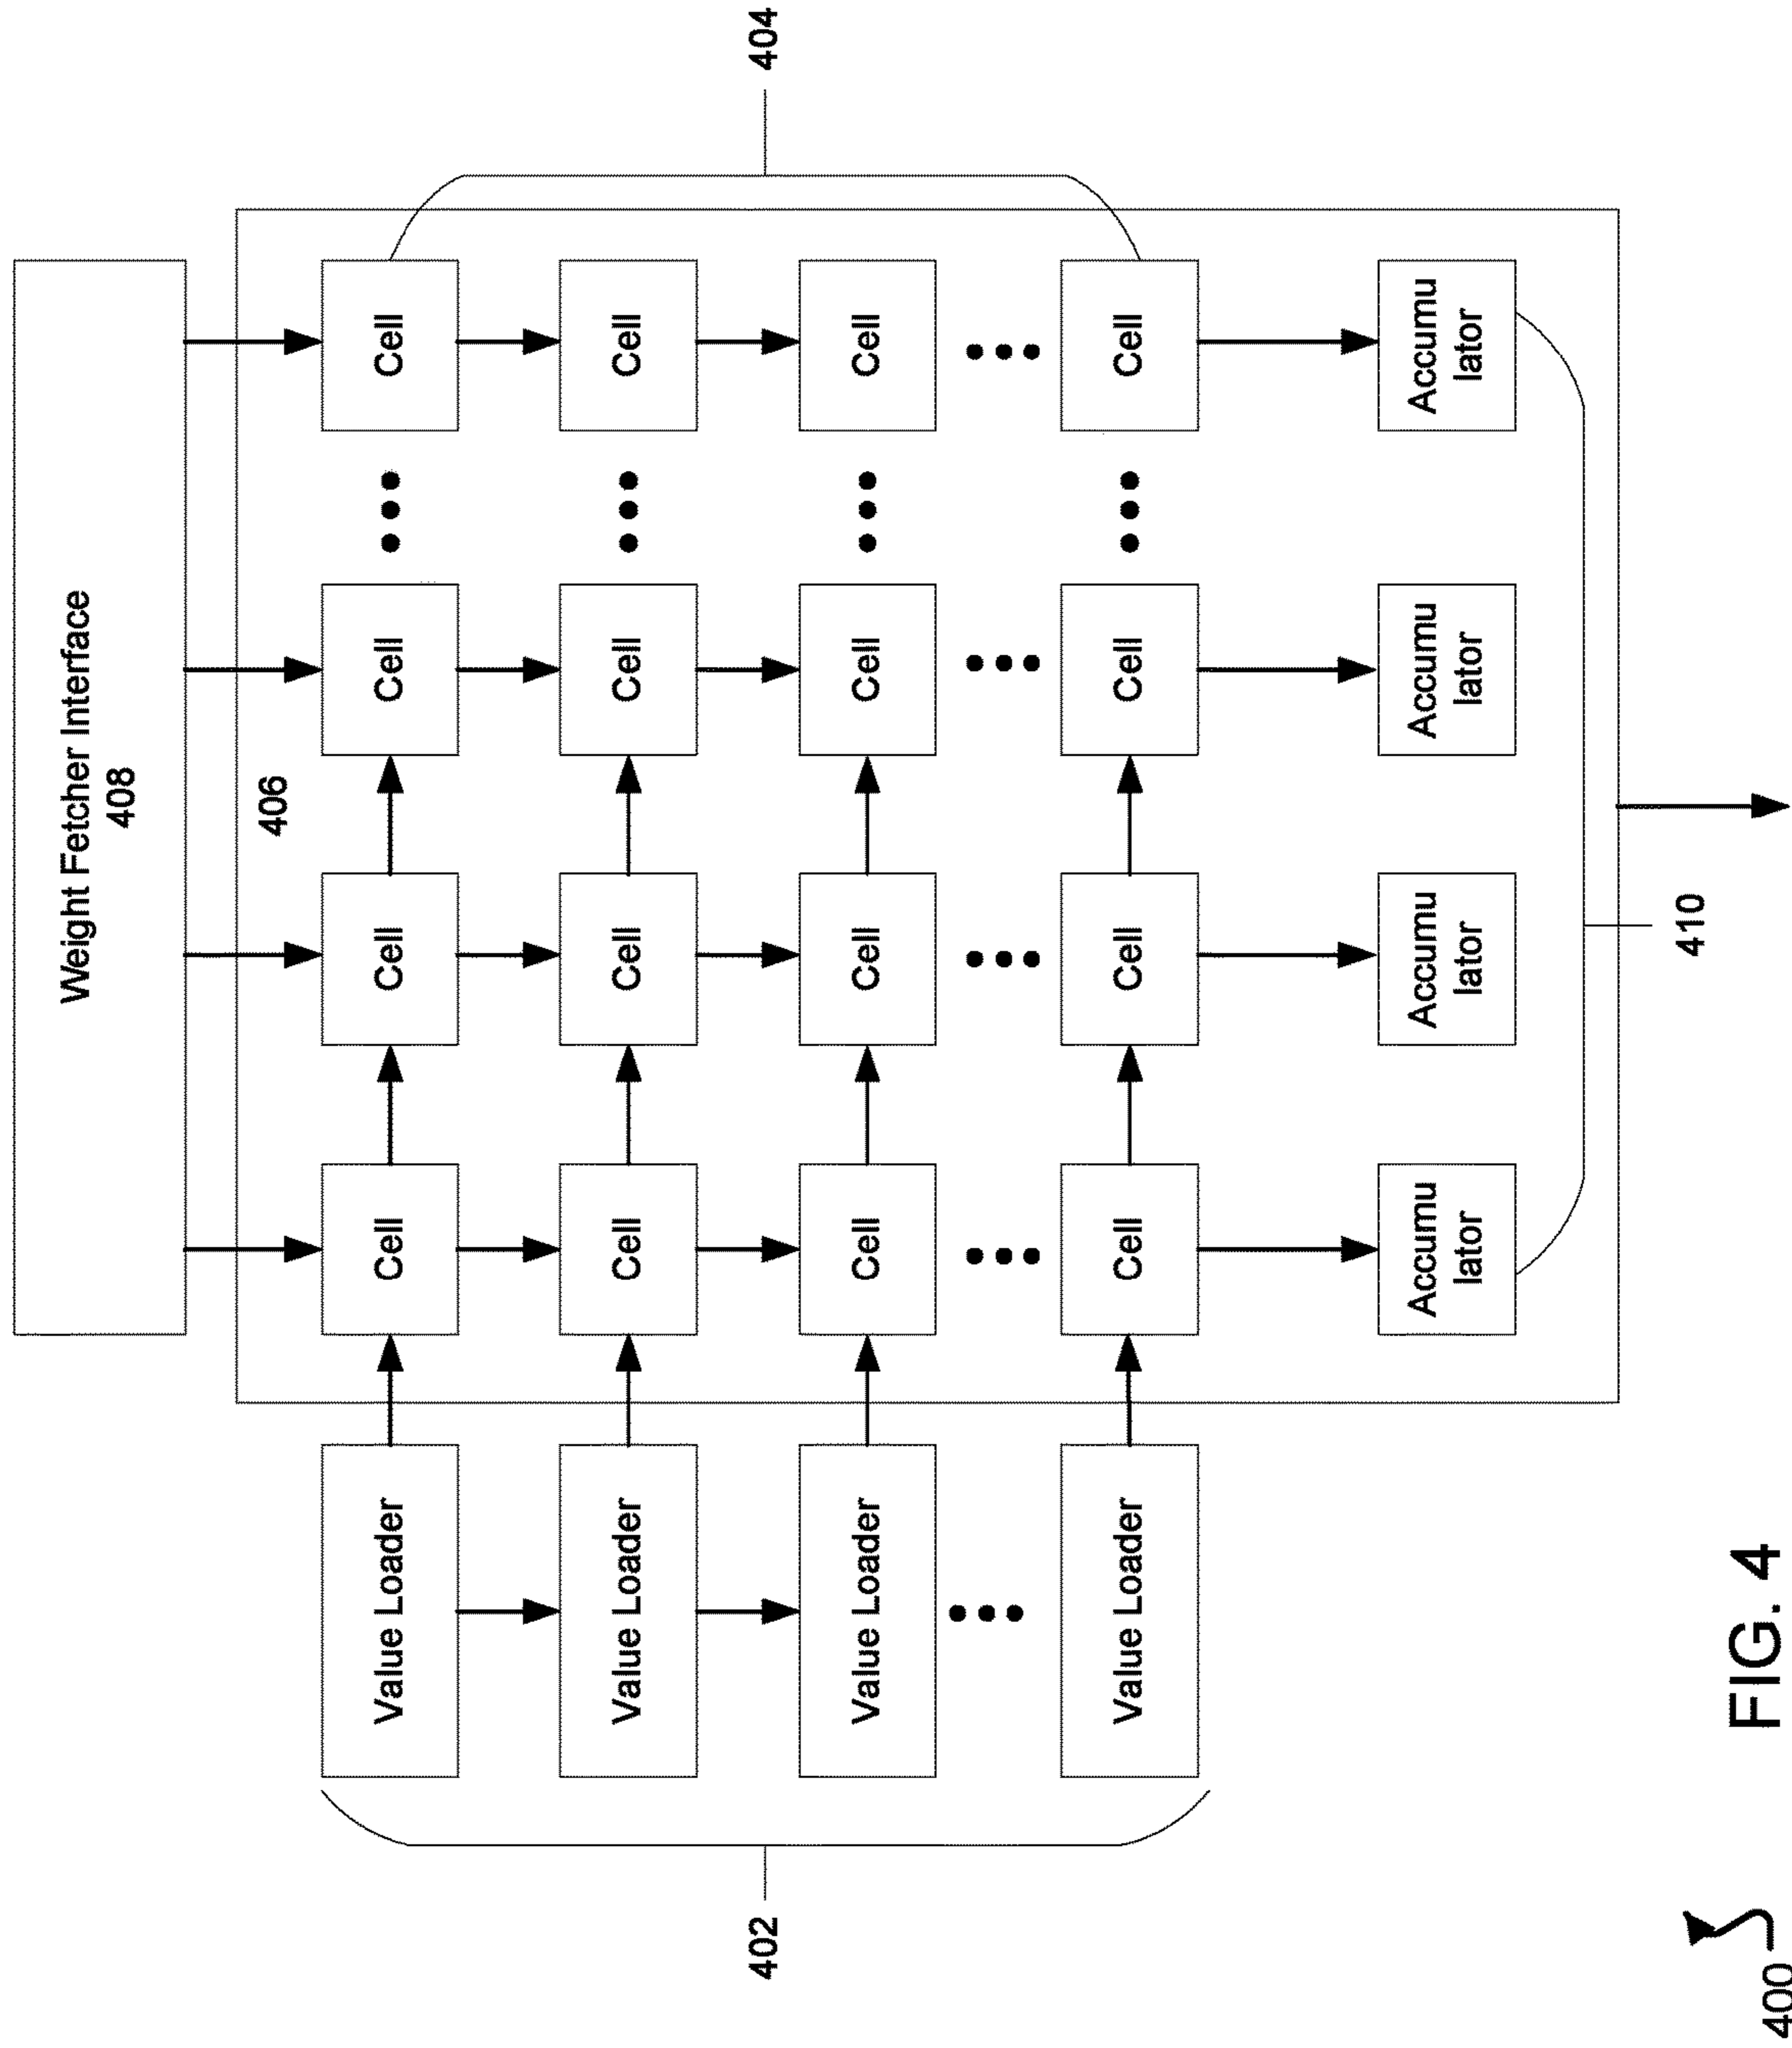 Weight Fetcher Interface
408
406
Value Loader
Cell
Cell
Cell
Cell
Value Loader
Cell
Cell
Cell
Cell
402
404
Value Loader
Cell
Cell
Cell
Cell
Value Loader
Cell
Cell
Cell
Cell
Accumu
lator
Accumu
lator
Accumu
lator
Accumu
lator
410
400
FIG. 4